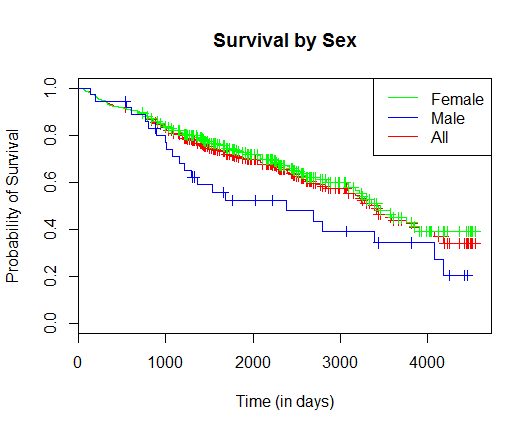 Survival by Sex
Female
Male
All
Probability of Survival
1.0
0.8
0.6
0.4
0.2
0.0
0 1000 2000 3000 4000
Time (in days)